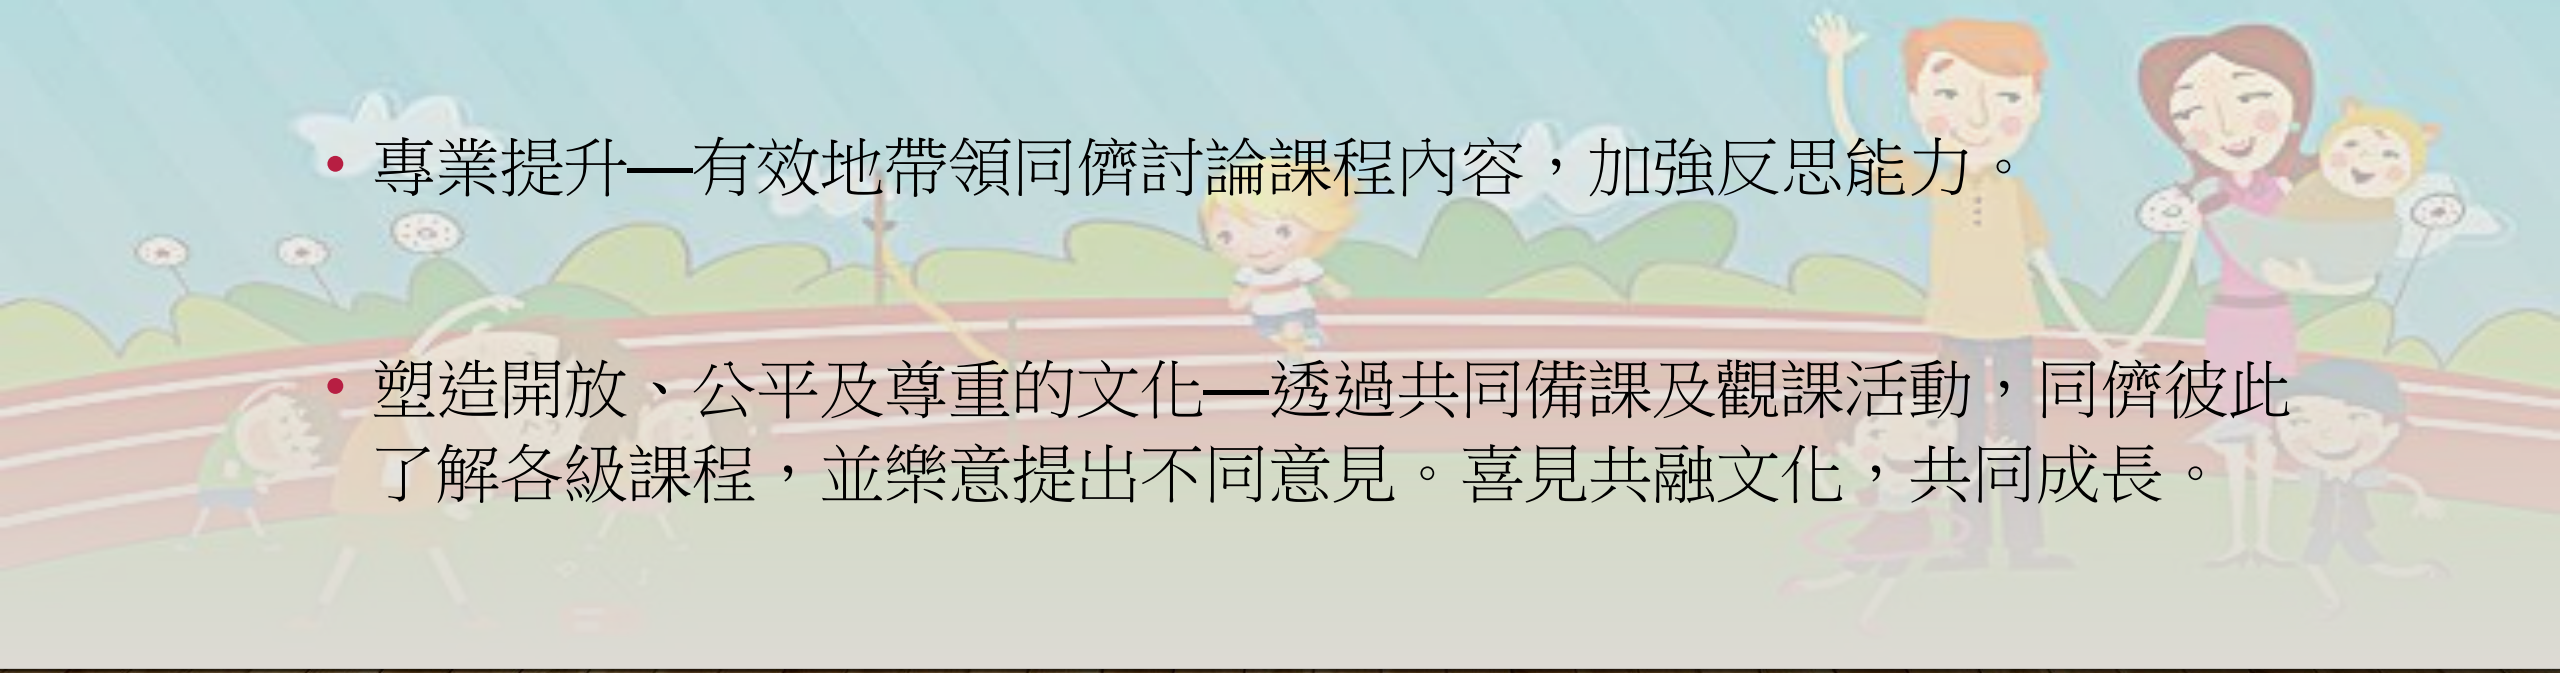 • 專業提升—有效地帶領同儕討論課程內容，加強反思能力。
• 塑造開放、公平及尊重的文化—透過共同備課及觀課活動，同儕彼此
了解各級課程，並樂意提出不同意見。喜見共融文化，共同成長。